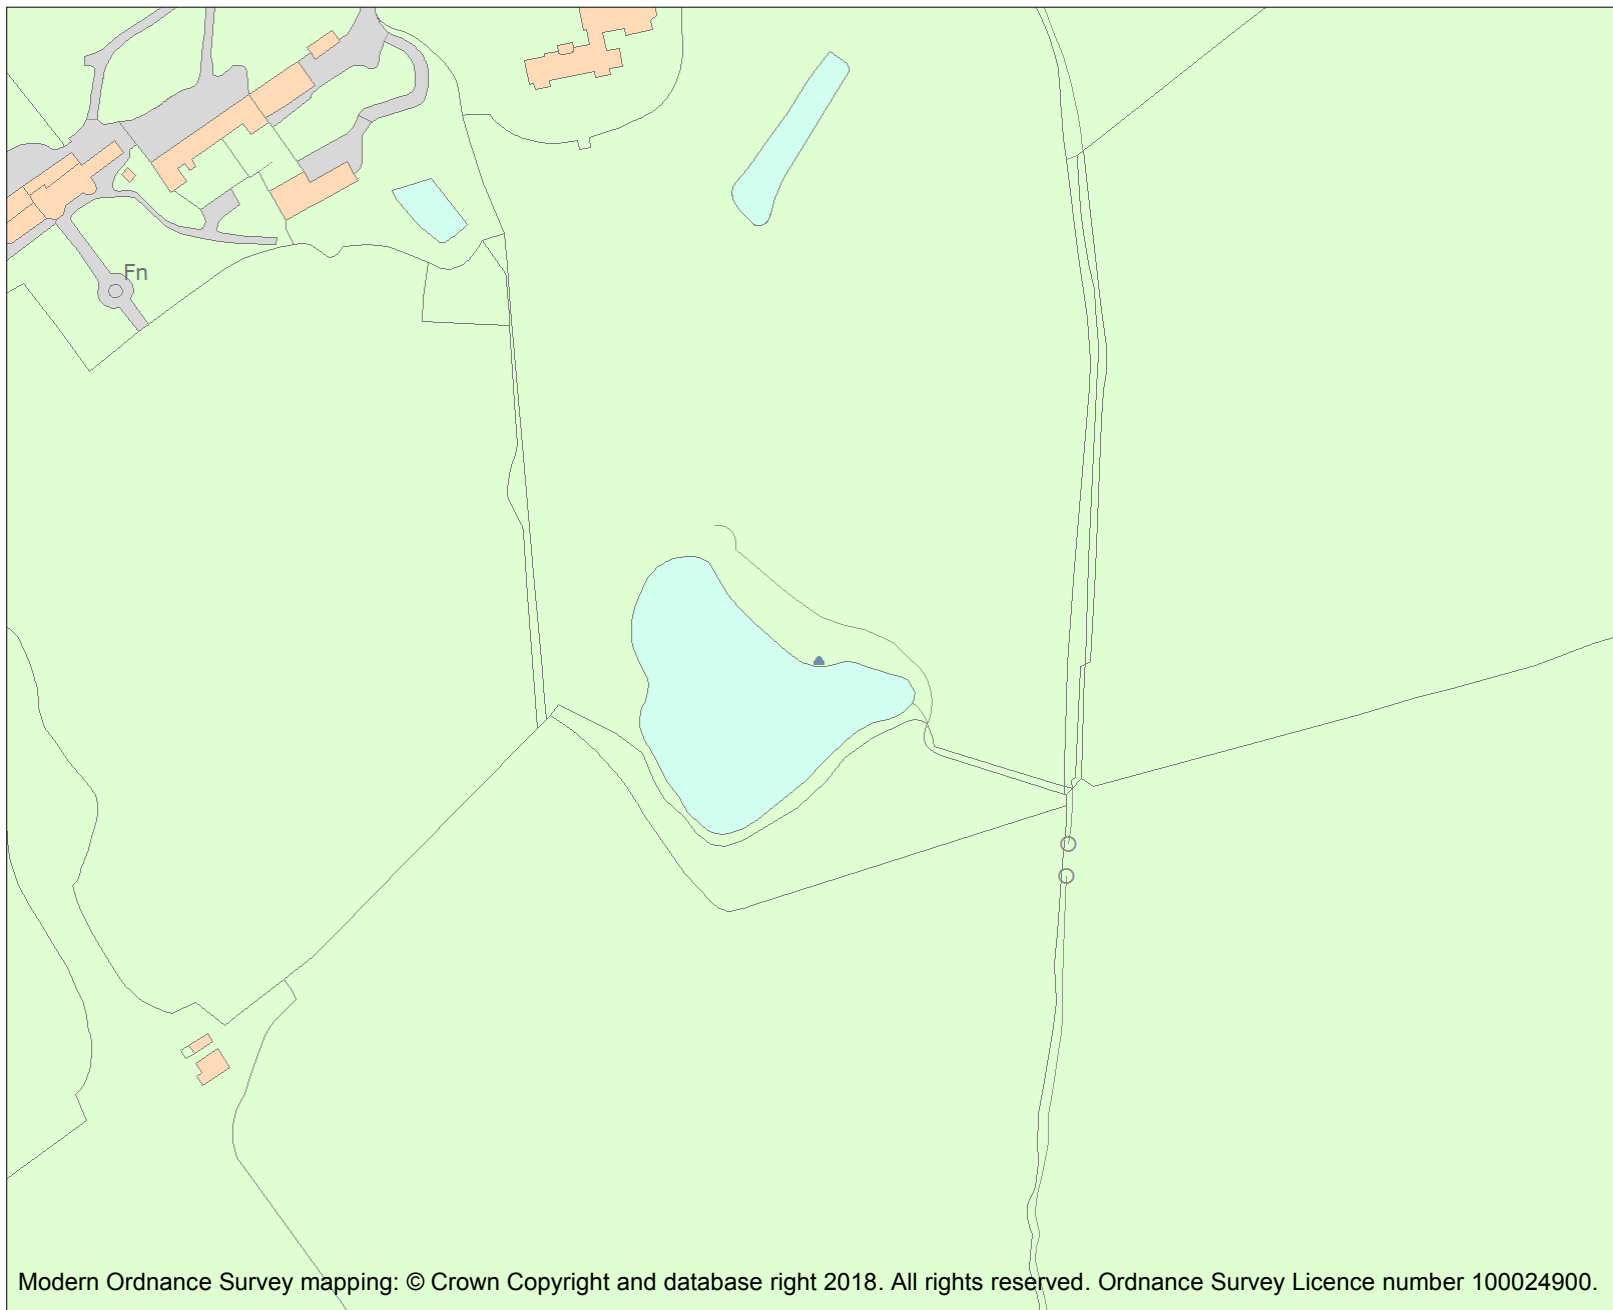 Fn
Modern Ordnance Survey mapping: © Crown Copyright and database right 2018. All rights reserved. Ordnance Survey Licence number 100024900.